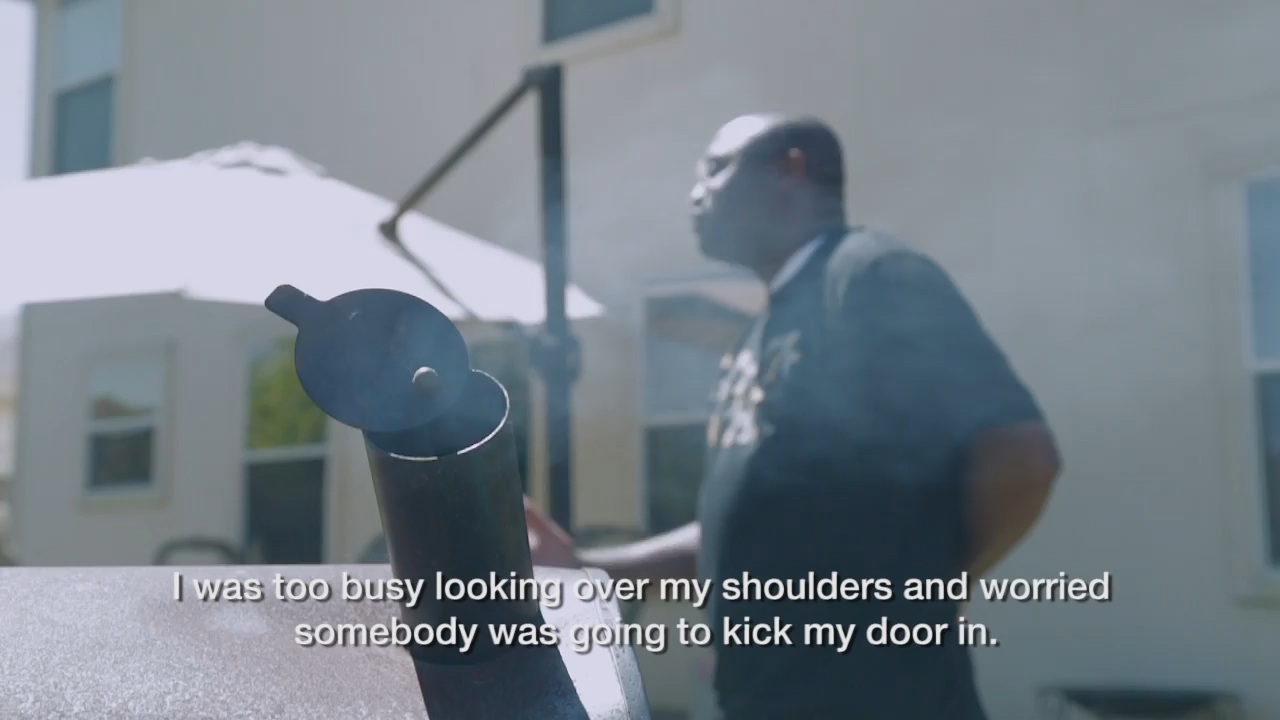 I was too busy looking over my shoulders and worried
somebody was going to kick my door in.